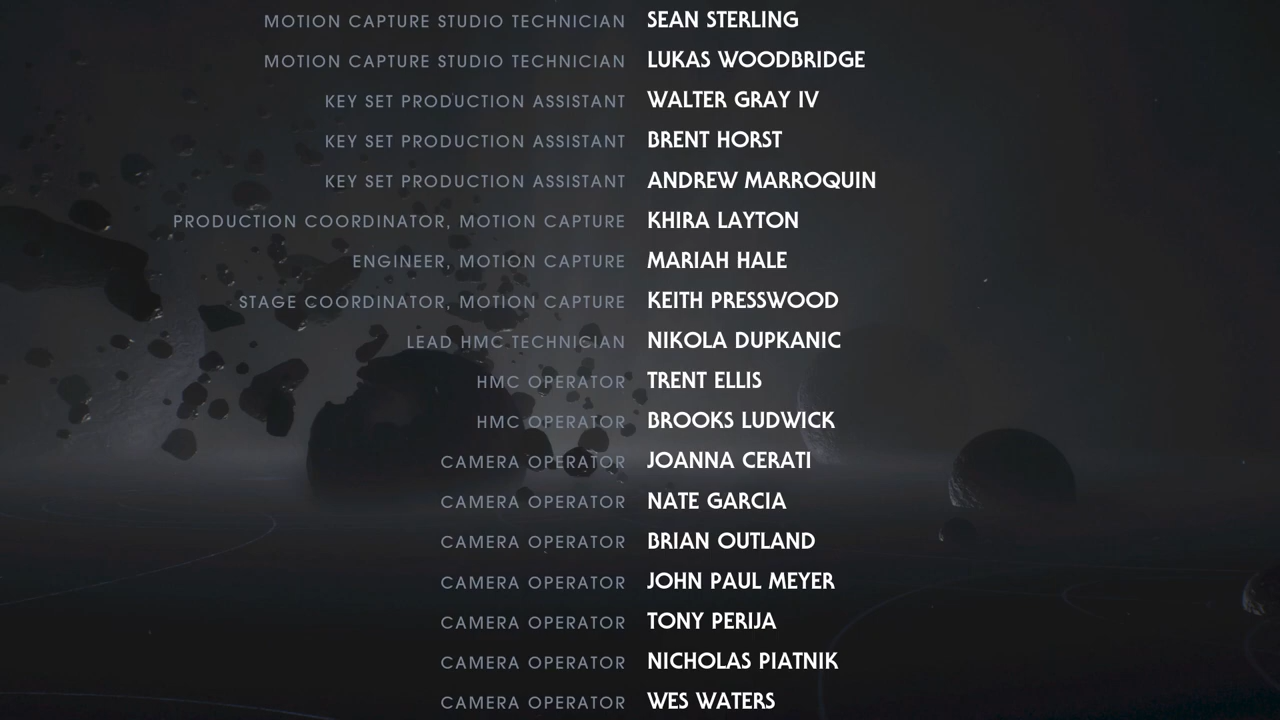 MOTION CAPTURE STUDIO TECHNICIAN SEAN STERLING
MOTION CAPTURE STUDIO TECHNICIAN LUKAS WOODBRIDGE
KEY SET PRODUCTION ASSISTANT WALTER GRAY IV
KEY SET PRODUCTION ASSISTANT BRENT HORST
KEY SET PRODUCTION ASSISTANT ANDREW MARROQUIN
PRODUCTION COORDINATOR, MOTION CAPTURE KHIRA LAYTON
ENGINEER, MOTION CAPTURE MARIAH HALE
STAGE COORDINATOR, MOTION CAPTURE KEITH PRESSWOOD
LEAD HMC TECHNICIAN NIKOLA DUPKANIC
HMC OPERATOR TRENT ELLIS
HMC OPERATOR BROOKS LUDWICK
CAMERA OPERATOR JOANNA CERATI
CAMERA OPERATOR NATE GARCIA
CAMERA OPERATOR BRIAN OUTLAND
CAMERA OPERATOR JOHN PAUL MEYER
CAMERA OPERATOR TONY PERIJA
CAMERA OPERATOR NICHOLAS PIATNIK
CAMERA OPERATOR WES WATERS